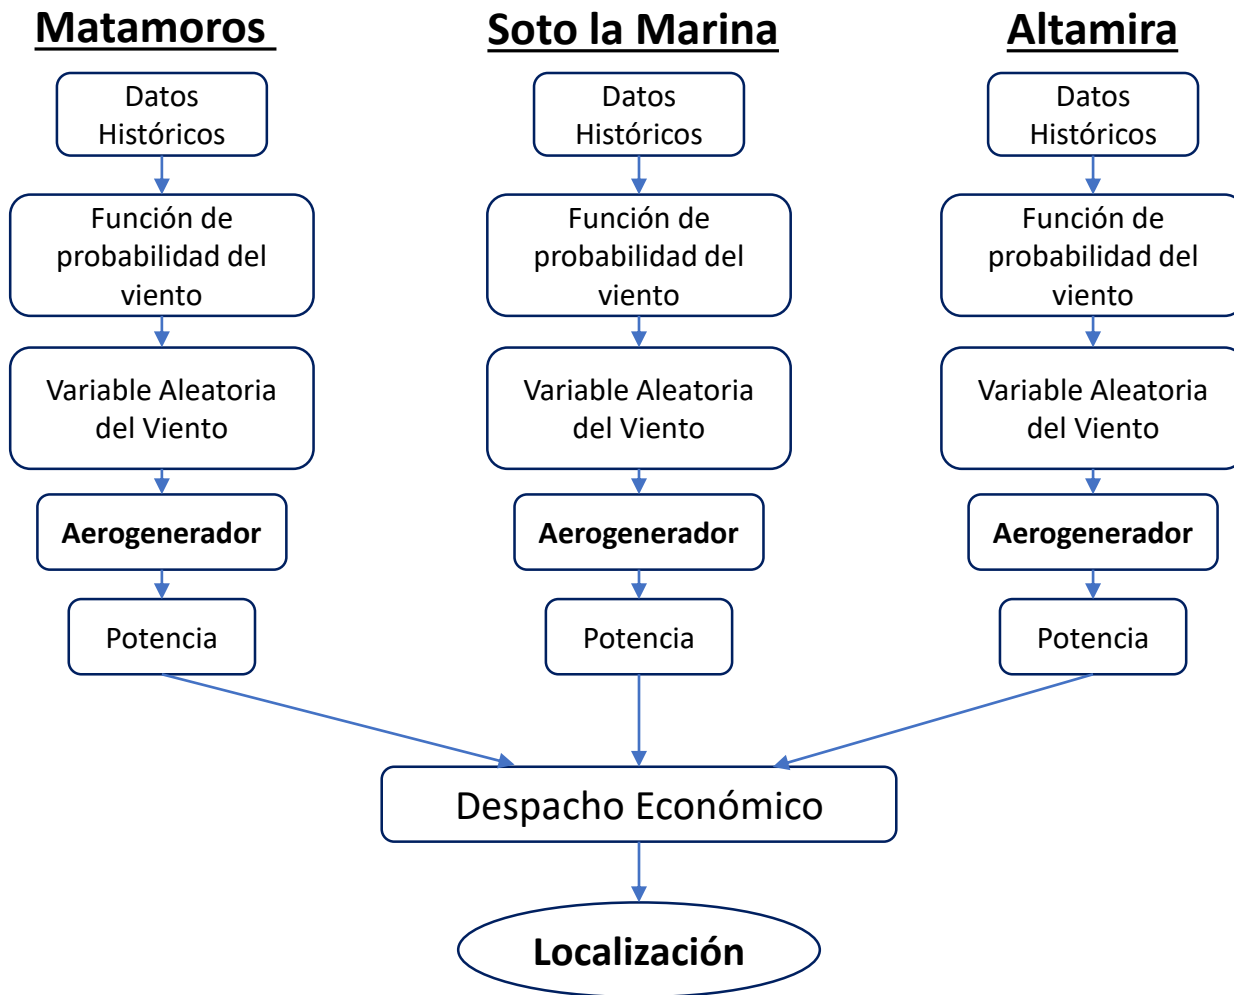 Matamoros
Soto la Marina
Altamira
Datos
Históricos
Datos
Históricos
Datos
Históricos
Función de
probabilidad del
viento
Función de
probabilidad del
viento
Función de
probabilidad del
viento
Variable Aleatoria
del Viento
Variable Aleatoria
del Viento
Variable Aleatoria
del Viento
Aerogenerador
Aerogenerador
Aerogenerador
Potencia
Potencia
Potencia
Despacho Económico
Localización